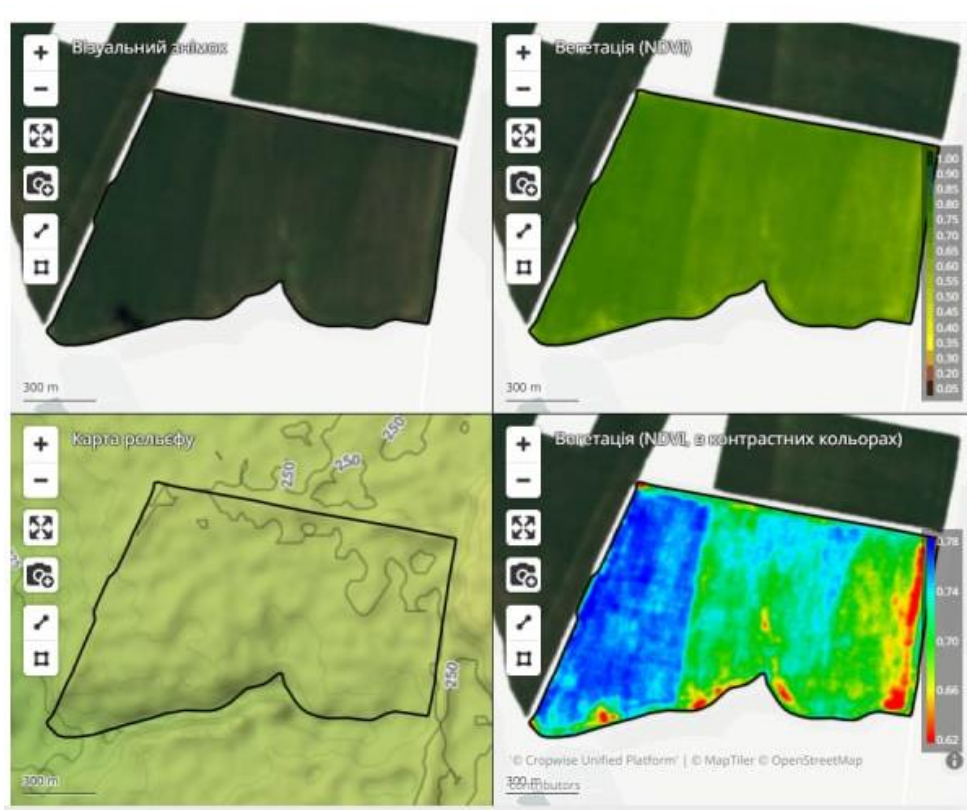 Візуальний знімок
300 m
Вегетація (NDVI)
1.00
0.90
0.85
0.80
0.75
0.70
0.65
0.60
0.55
0.50
0.45
0.40
0.35
0.30
0.20
0.05
Карта рельєфу
250
250
250
250
300 m
Вегетація (NDVI, в контрастних кольорах)
0.78
0.74
0.70
0.66
0.62
'© Cropwise Unified Platform' | © MapTiler © OpenStreetMap
contributors
300 m